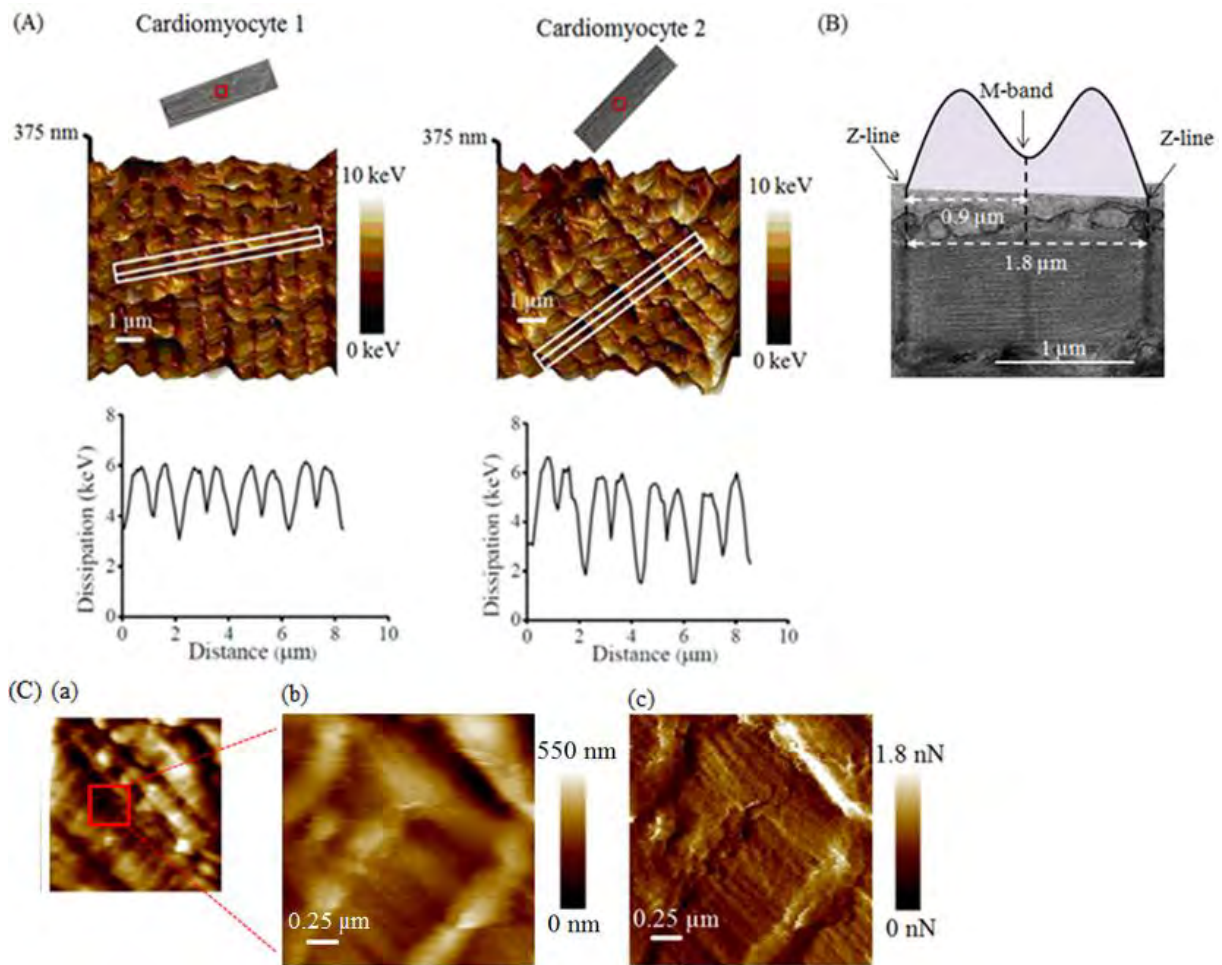 (A)
Cardiomyocyte 1
Cardiomyocyte 2
(B)
375 nm
10 keV
0 keV
1 μm
375 nm
10 keV
0 keV
1 μm
M-band
Z-line
Z-line
0.9 μm
1.8 μm
1 μm
Dissipation (keV)
8
6
4
2
0
0 2 4 6 8 10
Distance (μm)
Dissipation (keV)
8
6
4
2
0
0 2 4 6 8 10
Distance (μm)
(C) (a)
(b)
(c)
550 nm
0 nm
0.25 μm
1.8 nN
0 nN
0.25 μm